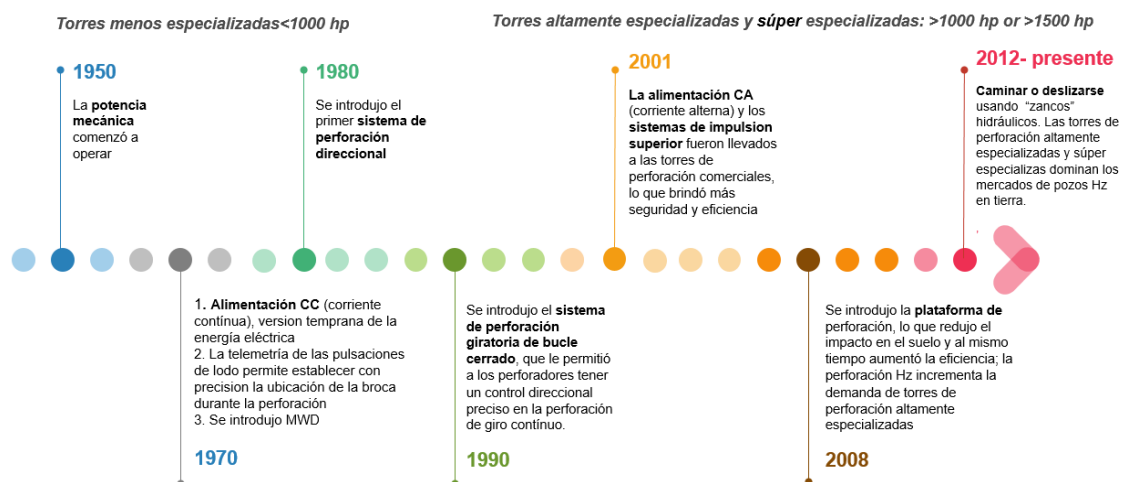 Torres menos especializadas<1000 hp
Torres altamente especializadas y súper especializadas: >1000 hp or >1500 hp
1950
La potencia
mecánica
comenzó a
operar
1980
Se introdujo el
primer sistema de
perforación
direccional
2001
La alimentación CA
(corriente alterna) y los
sistemas de impulsion
superior fueron llevados
a las torres de
perforación comerciales,
lo que brindó más
seguridad y eficiencia
2012- presente
Caminar o deslizarse
usando “zancos”
hidráulicos. Las torres de
perforación altamente
especializadas y súper
especializas dominan los
mercados de pozos Hz
en tierra.
.
1. Alimentación CC (corriente
contínua), version temprana de la
energía eléctrica
2. La telemetría de las pulsaciones
de lodo permite establecer con
precision la ubicación de la broca
durante la perforación
3. Se introdujo MWD
1970
Se introdujo el sistema
de perforación
giratoria de bucle
cerrado, que le permitió
a los perforadores tener
un control direccional
preciso en la perforación
de giro contínuo.
1990
Se introdujo la plataforma de
perforación, lo que redujo el
impacto en el suelo y al mismo
tiempo aumentó la eficiencia; la
perforación Hz incrementa la
demanda de torres de
perforación altamente
especializadas
2008